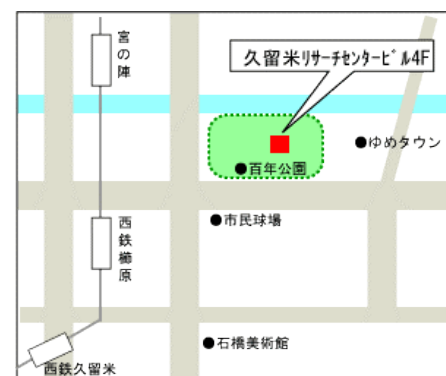 宮の陣
久留米ﾘｻｰﾁｾﾝﾀｰﾋﾞﾙ4F
●ゆめタウン
●百年公園
西鉄櫛原
●市民球場
●石橋美術館
西鉄久留米